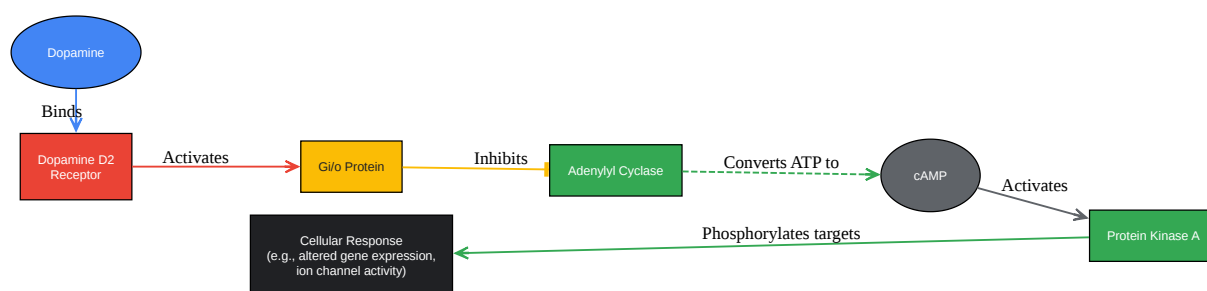 Dopamine
Binds
Dopamine D2
Receptor
Activates
Gi/o Protein
Inhibits
Adenylyl Cyclase
Converts ATP to
cAMP
Activates
Protein Kinase A
Phosphorylates targets
Cellular Response
(e.g., altered gene expression,
ion channel activity)